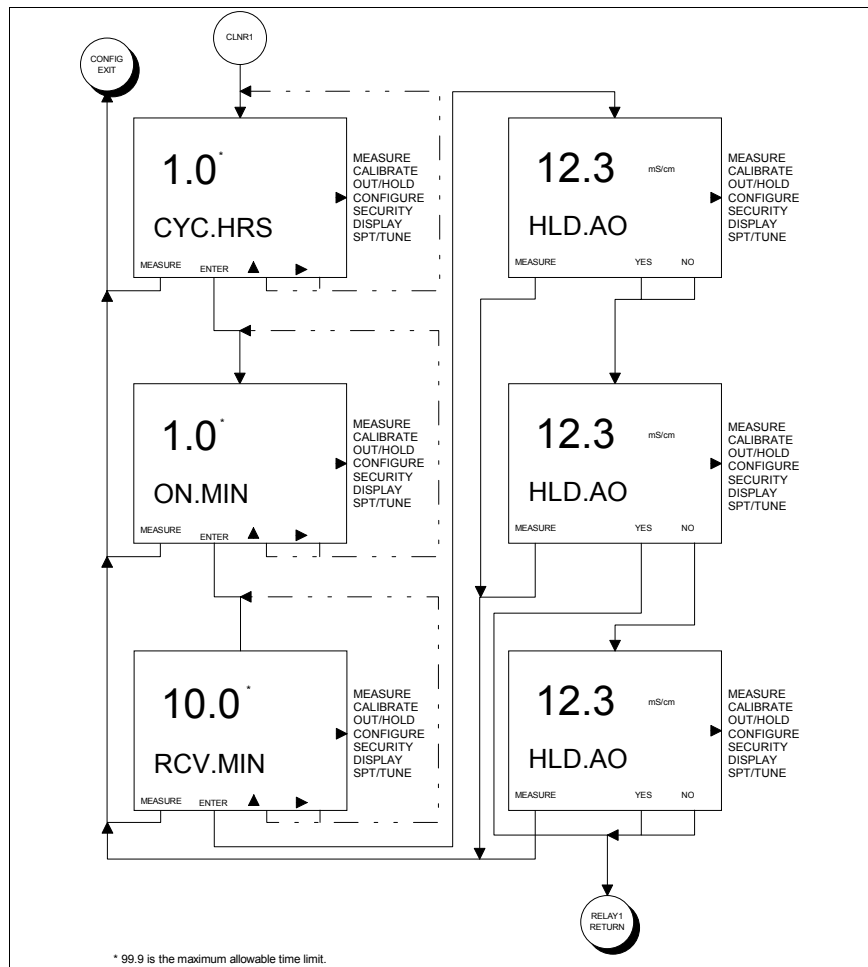 CLNR1
CONFIG
EXIT
1.0*
CYC.HRS
MEASURE
ENTER
MEASURE
CALIBRATE
OUT/HOLD
CONFIGURE
SECURITY
DISPLAY
SPT/TUNE
1.0*
ON.MIN
MEASURE
ENTER
MEASURE
CALIBRATE
OUT/HOLD
CONFIGURE
SECURITY
DISPLAY
SPT/TUNE
10.0*
RCV.MIN
MEASURE
ENTER
MEASURE
CALIBRATE
OUT/HOLD
CONFIGURE
SECURITY
DISPLAY
SPT/TUNE
12.3 mS/cm
HLD.AO
MEASURE YES NO
MEASURE
CALIBRATE
OUT/HOLD
CONFIGURE
SECURITY
DISPLAY
SPT/TUNE
12.3 mS/cm
HLD.AO
MEASURE YES NO
MEASURE
CALIBRATE
OUT/HOLD
CONFIGURE
SECURITY
DISPLAY
SPT/TUNE
12.3 mS/cm
HLD.AO
MEASURE YES NO
MEASURE
CALIBRATE
OUT/HOLD
CONFIGURE
SECURITY
DISPLAY
SPT/TUNE
RELAY1
RETURN
* 99.9 is the maximum allowable time limit.